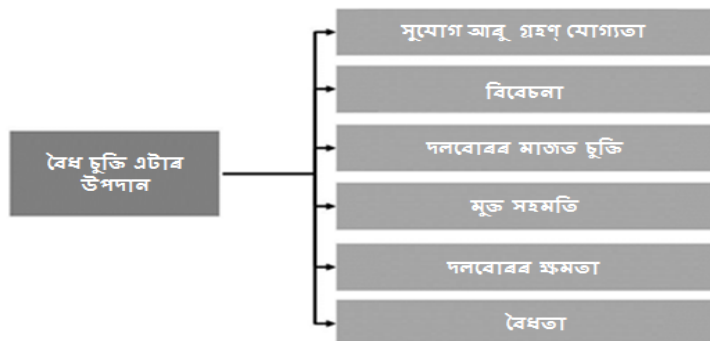 বৈধ চুক্তি এটাৰ
উপদান
সুযোগ আৰু গ্ৰহণ্ যোগ্যতা
বিবেচনা
দলবোৰৰ মাজত চুক্তি
মুক্ত সহমতি
দলবোৰৰ ক্ষমতা
বৈধতা